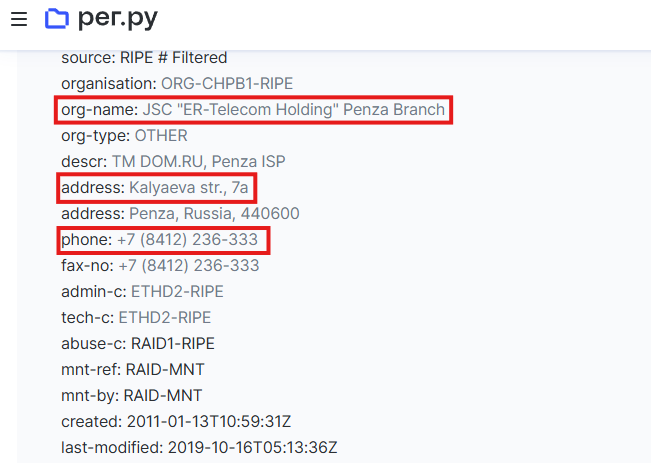 рег.ру
source: RIPE # Filtered
organisation: ORG-CHPB1-RIPE
org-name: JSC "ER-Telecom Holding" Penza Branch
org-type: OTHER
descr: TM DOM.RU, Penza ISP
address: Kalyaeva str., 7a
address: Penza, Russia, 440600
phone: +7 (8412) 236-333
fax-no: +7 (8412) 236-333
admin-c: ETHD2-RIPE
tech-c: ETHD2-RIPE
abuse-c: RAID1-RIPE
mnt-ref: RAID-MNT
mnt-by: RAID-MNT
created: 2011-01-13T10:59:31Z
last-modified: 2019-10-16T05:13:36Z